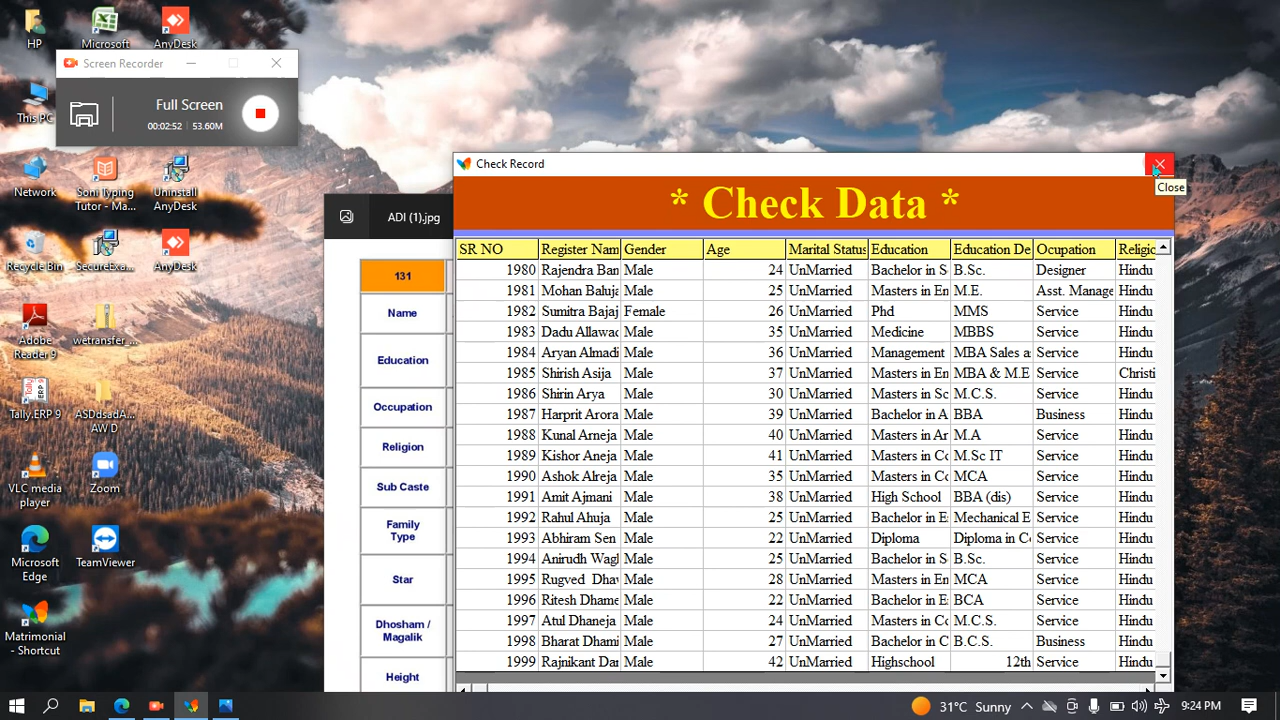 HP
Microsoft
AnyDesk
Screen Recorder
Full Screen
00:02:52 53.60M
This PC
Network
Soni Typing Tutor - Ma...
Uninstall AnyDesk
Recycle Bin
SecureExa...
AnyDesk
Adobe Reader 9
wetransfer_...
Tally.ERP 9
ASDdsadA... AW D
VLC media player
Zoom
Microsoft Edge
TeamViewer
Matrimonial - Shortcut
ADI (1).jpg
131
Name
Education
Occupation
Religion
Sub Caste
Family Type
Star
Dhosham / Magalik
Height
Check Record
Close
* Check Data *
SR NO Register Nam Gender Age Marital Status Education Education De Ocupation Religio
1980 Rajendra Ban Male 24 UnMarried Bachelor in S B.Sc. Designer Hindu
1981 Mohan Baluja Male 25 UnMarried Masters in En M.E. Asst. Manage Hindu
1982 Sumitra Bajaj Female 26 UnMarried Phd MMS Service Hindu
1983 Dadu Allawac Male 35 UnMarried Medicine MBBS Service Hindu
1984 Aryan Almadi Male 36 UnMarried Management MBA Sales a Service Hindu
1985 Shirish Asija Male 37 UnMarried Masters in En MBA & M.E Service Christi
1986 Shirin Arya Male 30 UnMarried Masters in Sc M.C.S. Service Hindu
1987 Harprit Arora Male 39 UnMarried Bachelor in A BBA Business Hindu
1988 Kunal Arneja Male 40 UnMarried Masters in Ar M.A Service Hindu
1989 Kishor Aneja Male 41 UnMarried Masters in Co M.Sc IT Service Hindu
1990 Ashok Alreja Male 35 UnMarried Masters in Co MCA Service Hindu
1991 Amit Ajmani Male 38 UnMarried High School BBA (dis) Service Hindu
1992 Rahul Ahuja Male 25 UnMarried Bachelor in E Mechanical E Service Hindu
1993 Abhiram Sen Male 22 UnMarried Diploma Diploma in Co Service Hindu
1994 Anirudh Wagl Male 25 UnMarried Bachelor in S B.Sc. Service Hindu
1995 Rugved Dhav Male 28 UnMarried Masters in En MCA Service Hindu
1996 Ritesh Dhame Male 22 UnMarried Bachelor in E BCA Service Hindu
1997 Atul Dhaneja Male 24 UnMarried Masters in Co M.C.S. Service Hindu
1998 Bharat Dhami Male 27 UnMarried Bachelor in C B.C.S. Business Hindu
1999 Rajnikant Dar Male 42 UnMarried Highschool 12th Service Hindu
31°C Sunny 9:24 PM